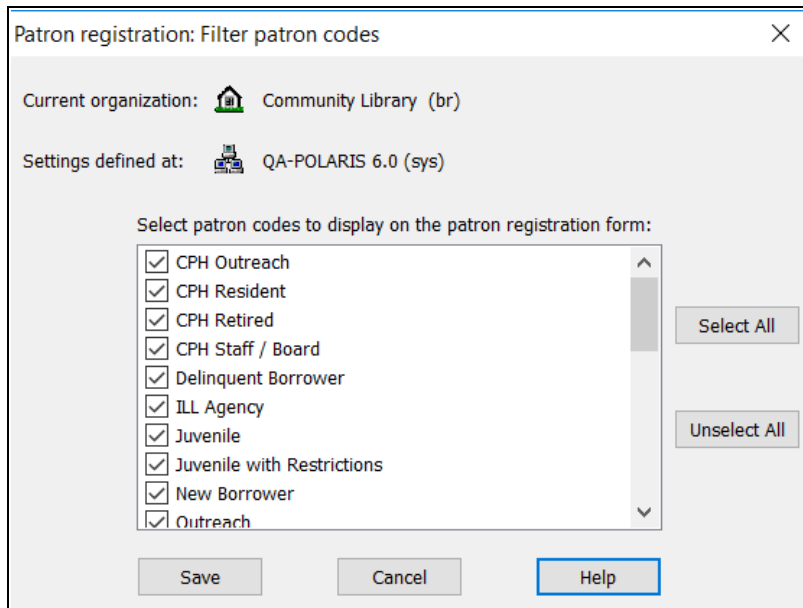 Patron registration: Filter patron codes
Current organization: Community Library (br)
Settings defined at: QA-POLARIS 6.0 (sys)
Select patron codes to display on the patron registration form:
CPH Outreach
CPH Resident
CPH Retired
CPH Staff / Board
Delinquent Borrower
ILL Agency
Juvenile
Juvenile with Restrictions
New Borrower
Outreach
Select All
Unselect All
Save Cancel Help